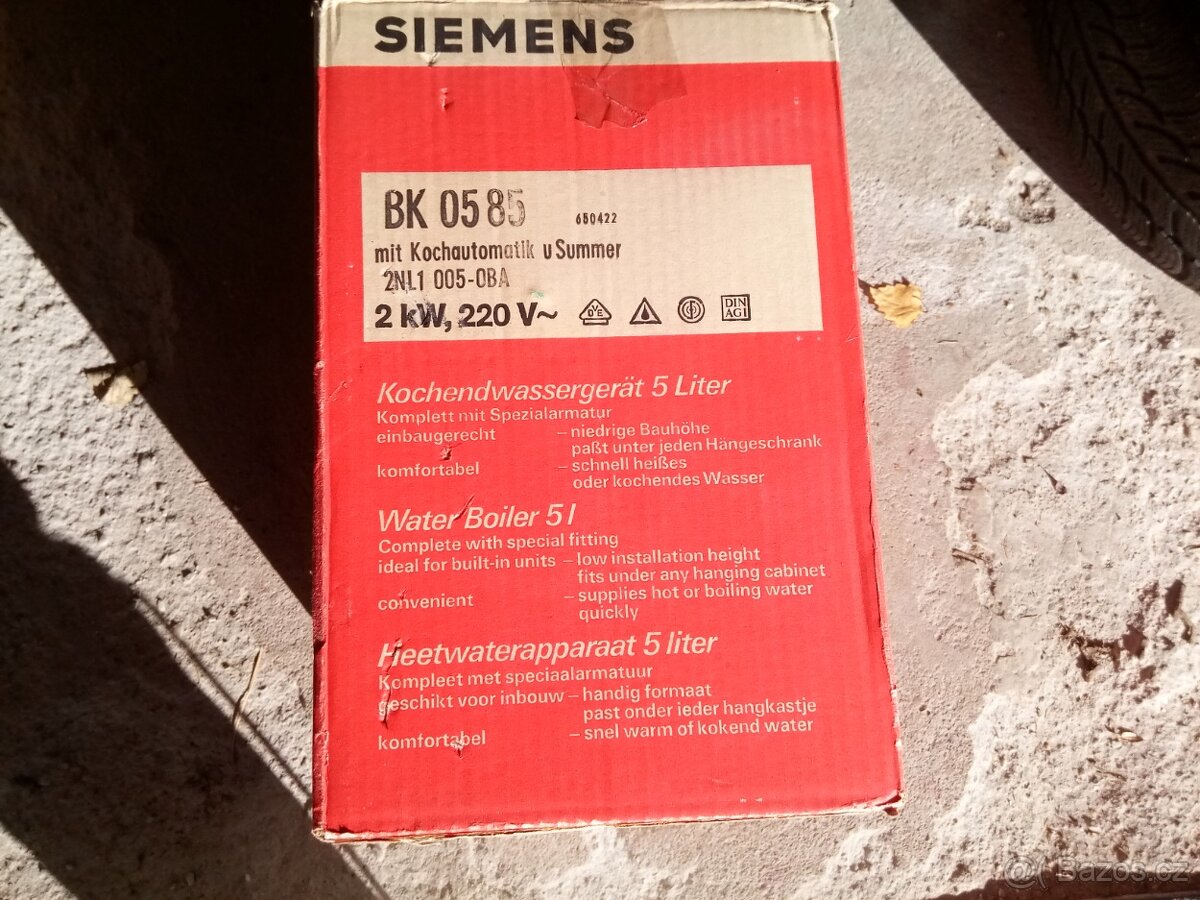 SIEMENS
BK 0585 650422
mit Kochautomatik u Summer
2NL1 005-0BA
2 kW, 220 V~ DVE DIN AGI
Kochendwassergerät 5 Liter
Komplett mit Spezialarmatur
einbaugerecht – niedrige Bauhöhe
paßt unter jeden Hängeschrank
komfortabel – schnell heißes
oder kochendes Wasser
Water Boiler 5 l
Complete with special fitting
ideal for built-in units – low installation height
fits under any hanging cabinet
convenient – supplies hot or boiling water
quickly
Heetwaterapparaat 5 liter
Kompleet met speciaalarmatuur
geschikt voor inbouw – handig formaat
past onder ieder hangkastje
komfortabel – snel warm of kokend water
Bazos.cz